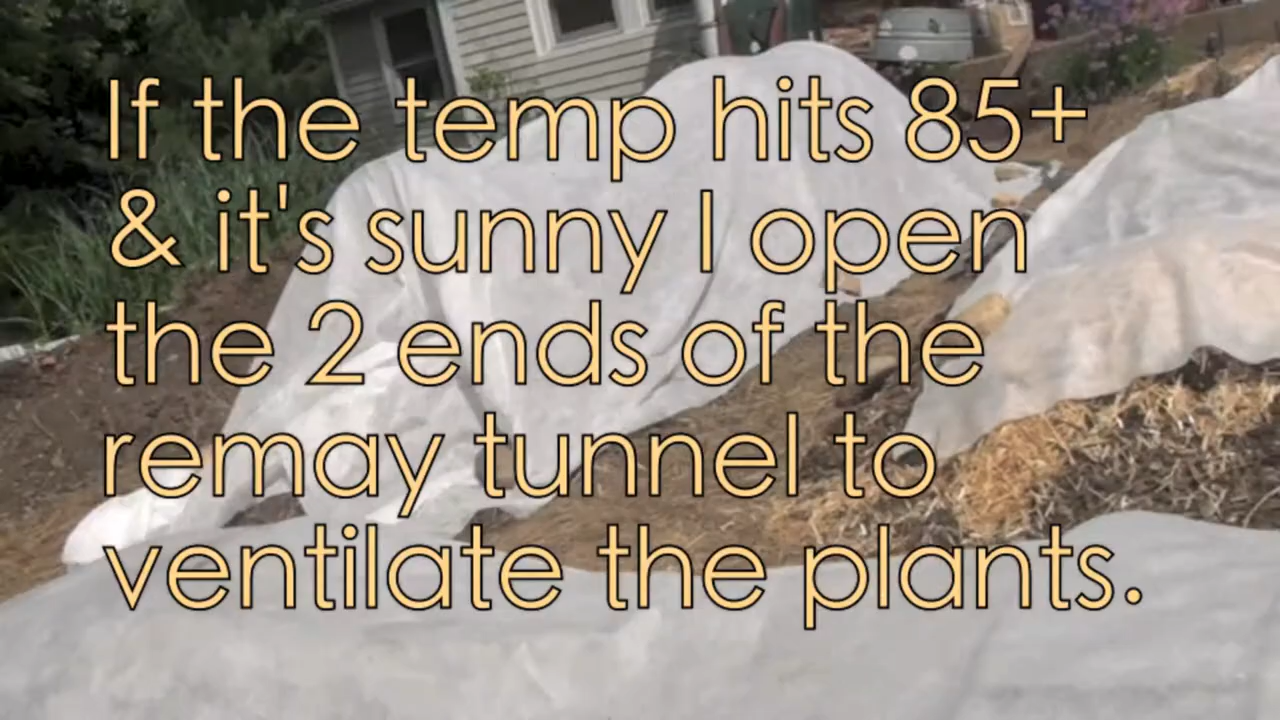 If the temp hits 85+
& it's sunny I open
the 2 ends of the
remay tunnel to
ventilate the plants.